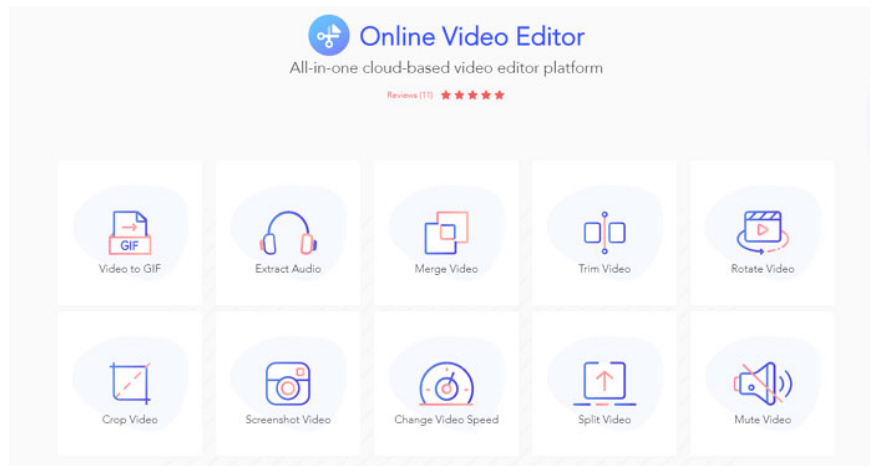 Online Video Editor
All-in-one cloud-based video editor platform
Reviews (11)
GIF
Video to GIF
Extract Audio
Merge Video
Trim Video
Rotate Video
Crop Video
Screenshot Video
Change Video Speed
Split Video
Mute Video